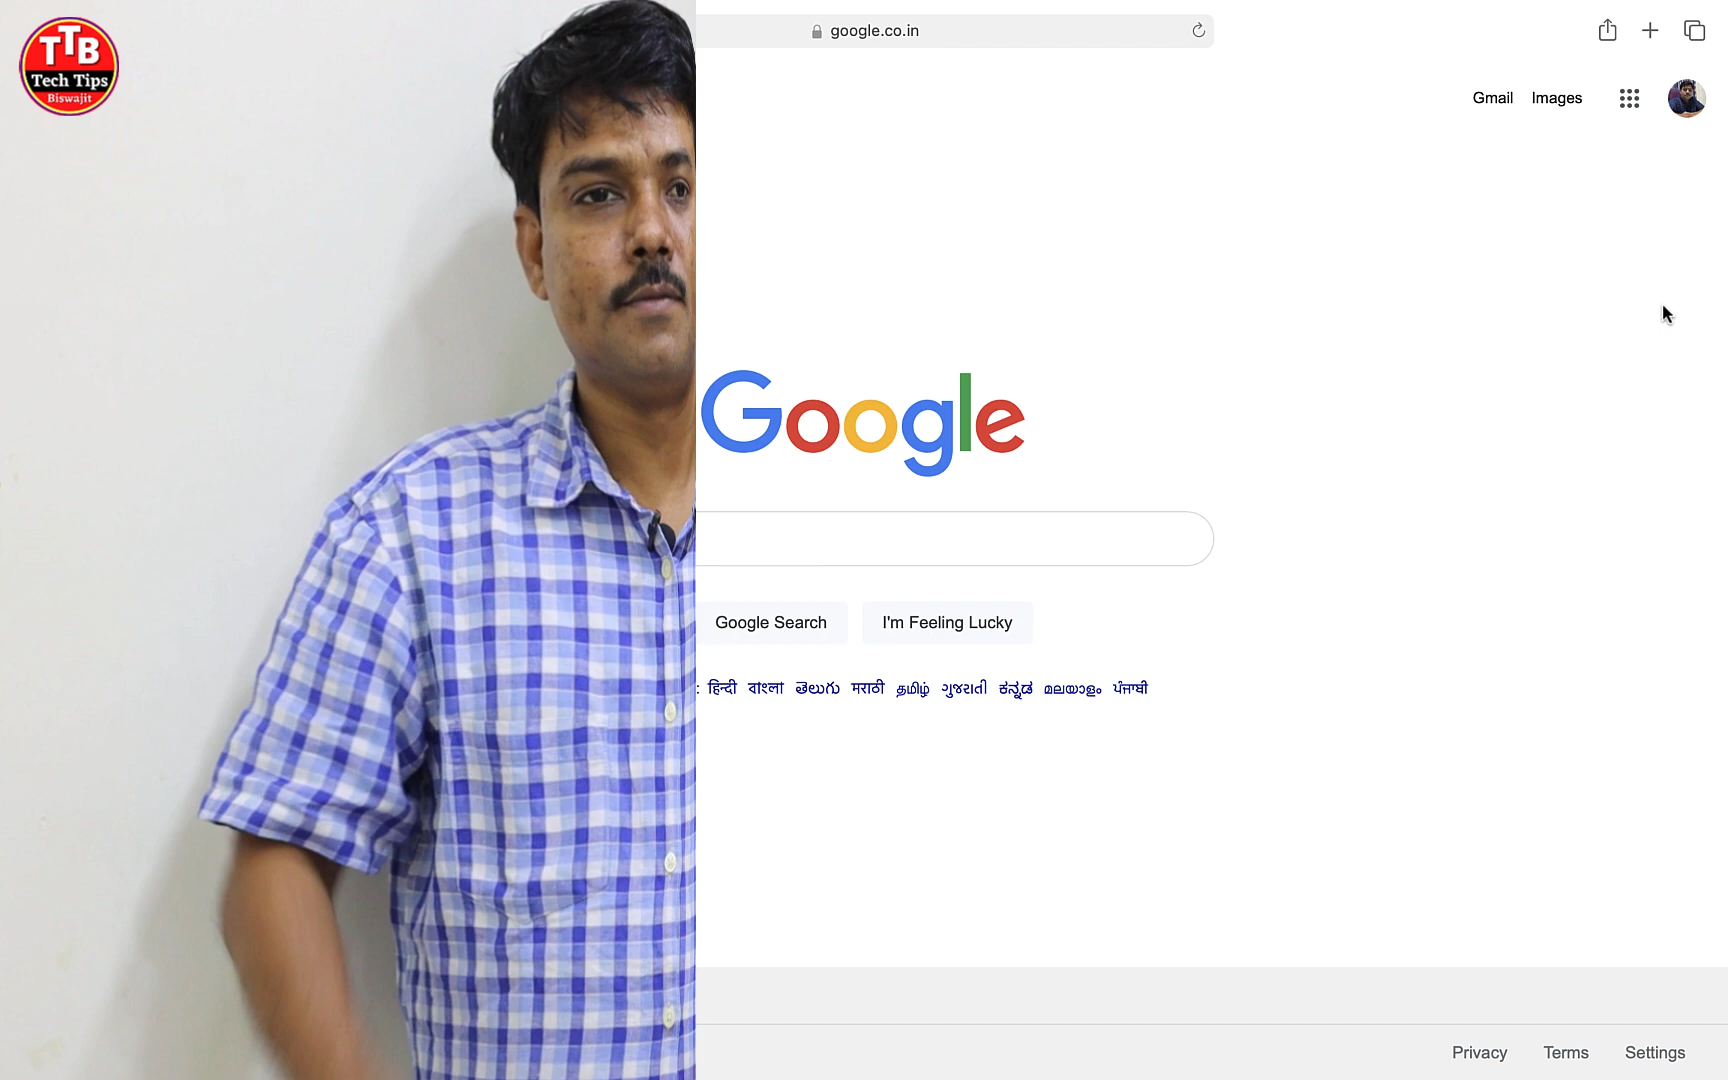 TTB
Tech Tips
Biswajit
google.co.in
Gmail Images
Google
Google Search I'm Feeling Lucky
: हिन्दी বাংলা తెలుగు मराठी தமிழ் ગુજરાતી ಕನ್ನಡ മലയാളം ਪੰਜਾਬੀ
Privacy Terms Settings